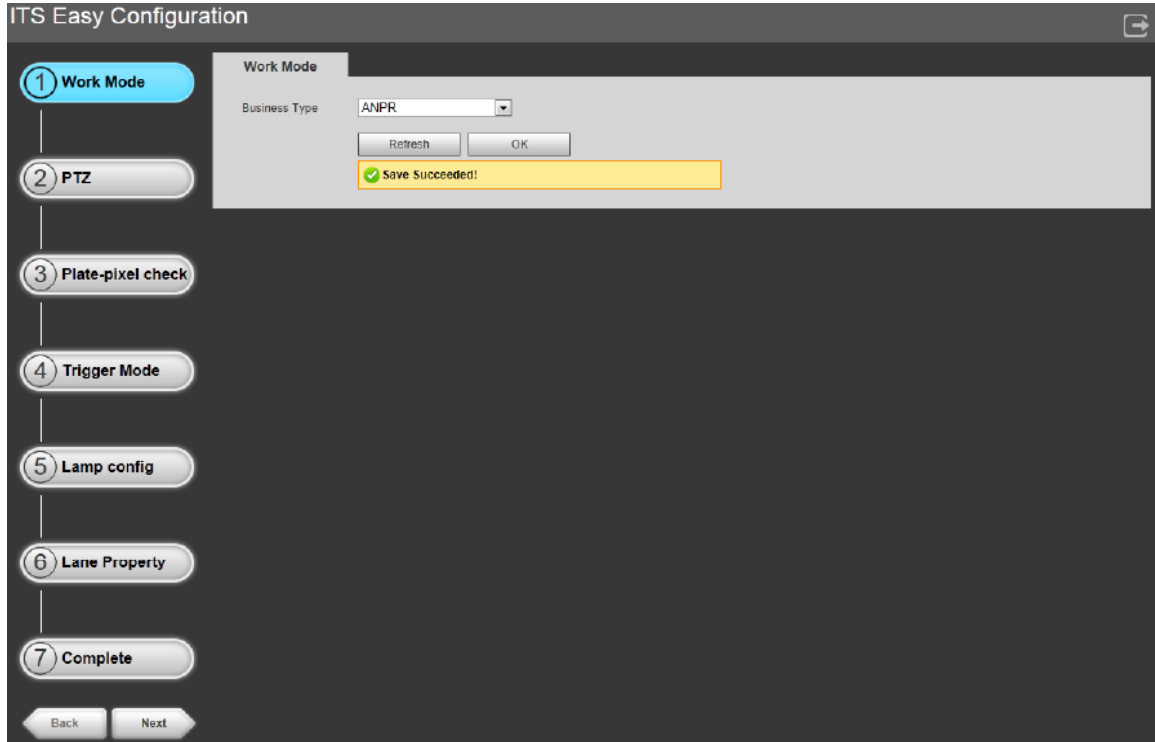 ITS Easy Configuration
1 Work Mode
2 PTZ
3 Plate-pixel check
4 Trigger Mode
5 Lamp config
6 Lane Property
7 Complete
Back Next
Work Mode
Business Type ANPR
Refresh OK
Save Succeeded!